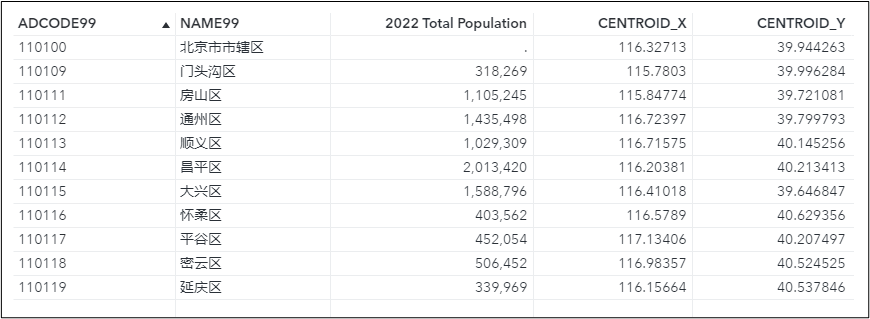 ADCODE99 ▲ NAME99 2022 Total Population CENTROID_X CENTROID_Y
110100 北京市市辖区 . 116.32713 39.944263
110109 门头沟区 318,269 115.7803 39.996284
110111 房山区 1,105,245 115.84774 39.721081
110112 通州区 1,435,498 116.72397 39.799793
110113 顺义区 1,029,309 116.71575 40.145256
110114 昌平区 2,013,420 116.20381 40.213413
110115 大兴区 1,588,796 116.41018 39.646847
110116 怀柔区 403,562 116.5789 40.629356
110117 平谷区 452,054 117.13406 40.207497
110118 密云区 506,452 116.98357 40.524525
110119 延庆区 339,969 116.15664 40.537846